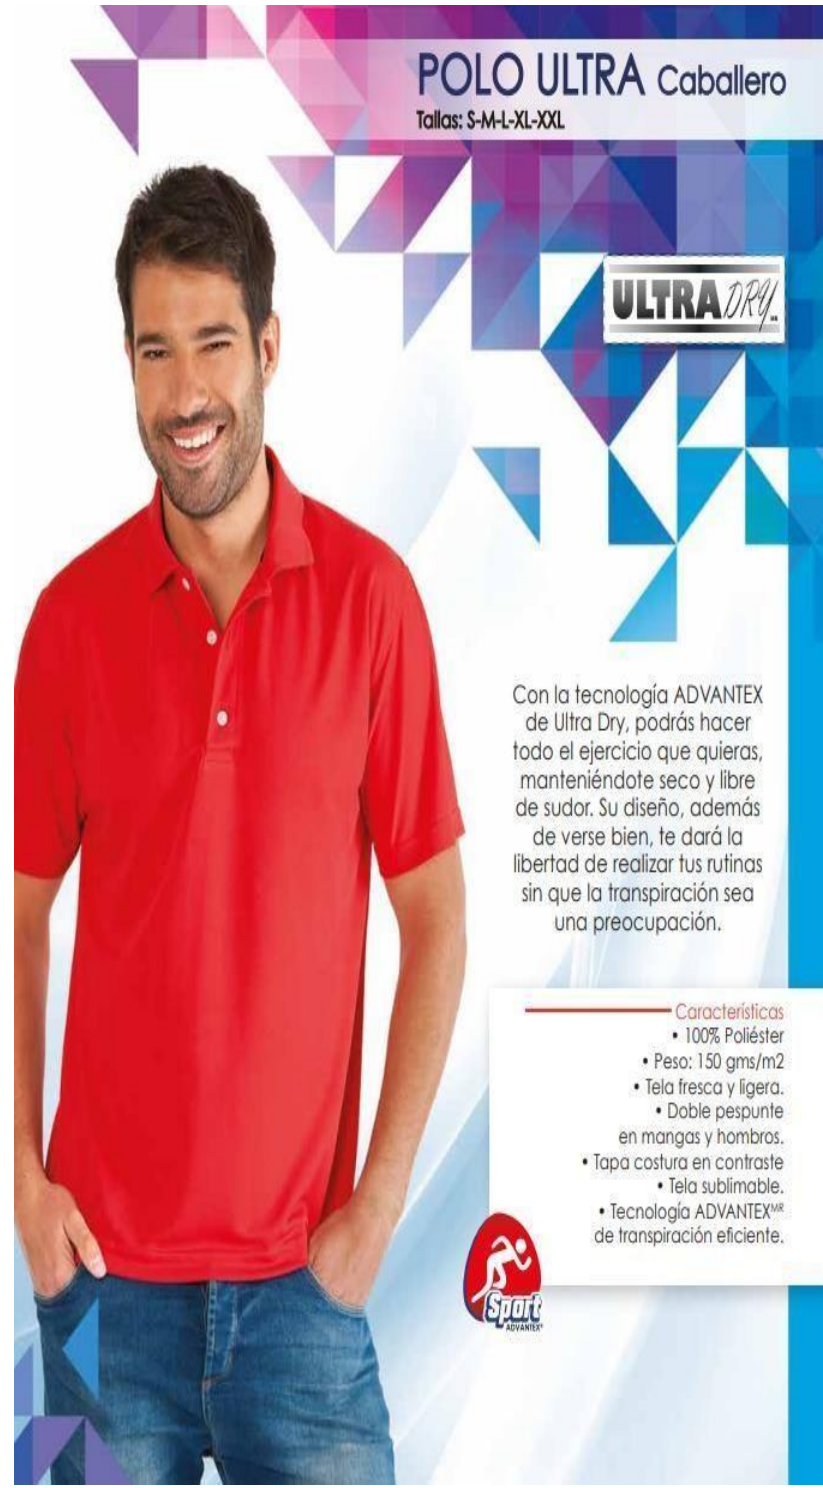 POLO ULTRA Caballero
Tallas: S-M-L-XL-XXL
ULTRA DRY
Con la tecnología ADVANTEX
de Ultra Dry, podrás hacer
todo el ejercicio que quieras,
manteniéndote seco y libre
de sudor. Su diseño, además
de verse bien, te dará la
libertad de realizar tus rutinas
sin que la transpiración sea
una preocupación.
Características
• 100% Poliéster
• Peso: 150 gms/m2
• Tela fresca y ligera.
• Doble pespunte
en mangas y hombros.
• Tapa costura en contraste
• Tela sublimable.
• Tecnología ADVANTEXᴹᴿ
de transpiración eficiente.
Sport
ADVANTEX®